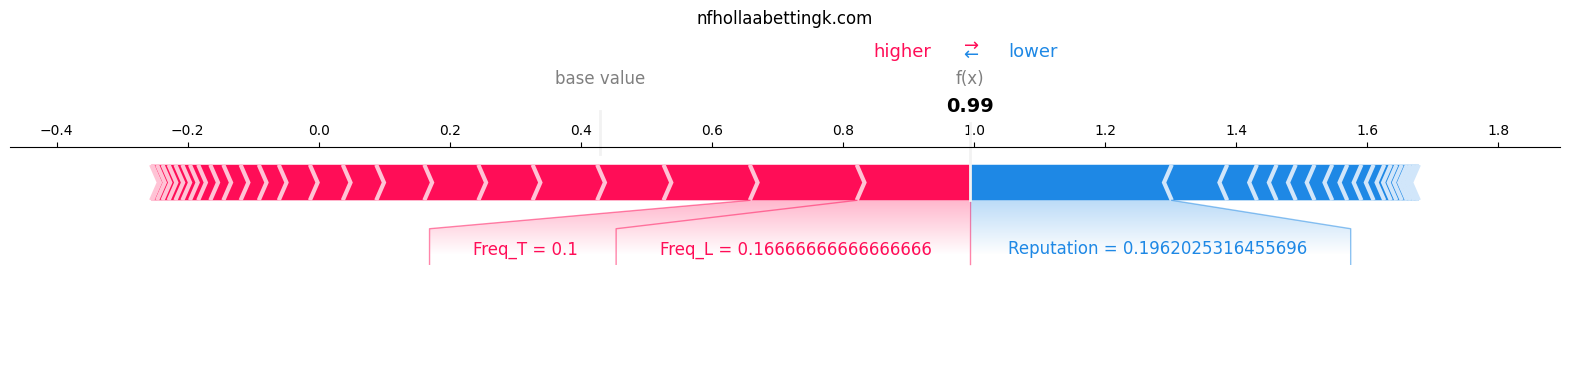 nfhollaabettingk.com
higher ⇄ lower
base value f(x)
0.99
−0.4 −0.2 0.0 0.2 0.4 0.6 0.8 1.0 1.2 1.4 1.6 1.8
Freq_T = 0.1 Freq_L = 0.16666666666666666 Reputation = 0.1962025316455696